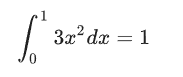 ∫₀¹ 3x² dx = 1